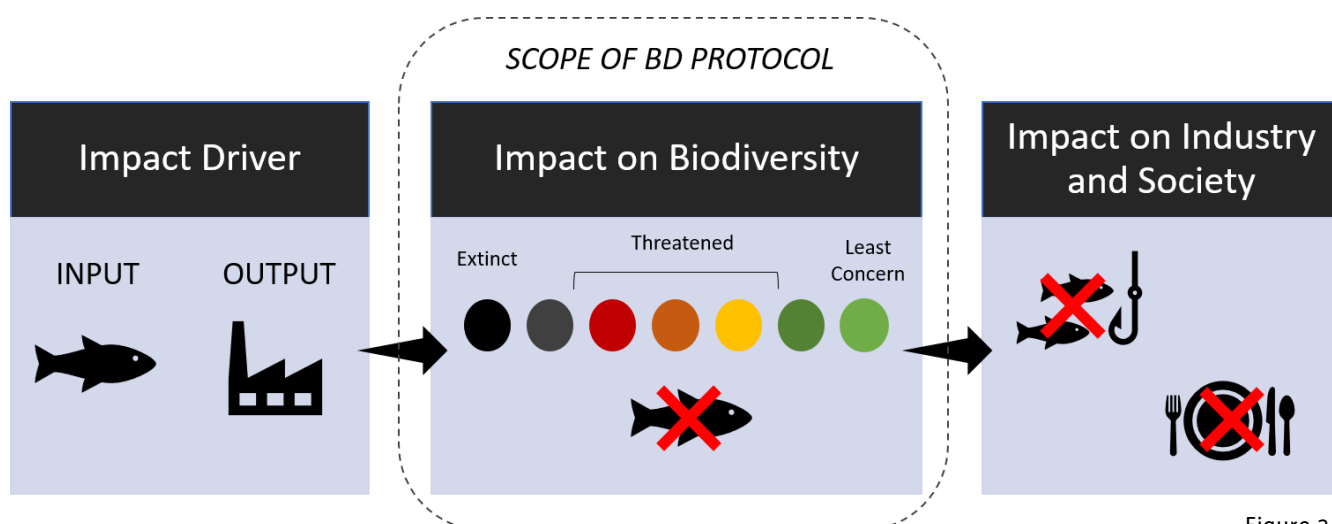 SCOPE OF BD PROTOCOL
Impact Driver
INPUT
OUTPUT
Impact on Biodiversity
Extinct
Threatened
Least
Concern
Impact on Industry
and Society